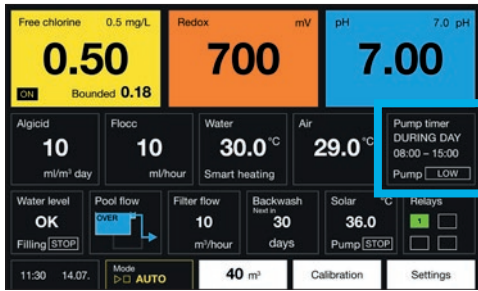 Free chlorine 0.5 mg/L
0.50
ON Bounded 0.18
Redox mV
700
pH 7.0 pH
7.00
Algicid
10
ml/m³ day
Flocc
10
ml/hour
Water
30.0 °C
Smart heating
Air
29.0 °C
Pump timer
DURING DAY
08:00 – 15:00
Pump LOW
Water level
OK
Filling STOP
Pool flow
OVER
Filter flow
10
m³/hour
Backwash
Next in
30
days
Solar °C
36.0
Pump STOP
Relays
1
11:30 14.07.
Mode
AUTO
40 m³
Calibration
Settings